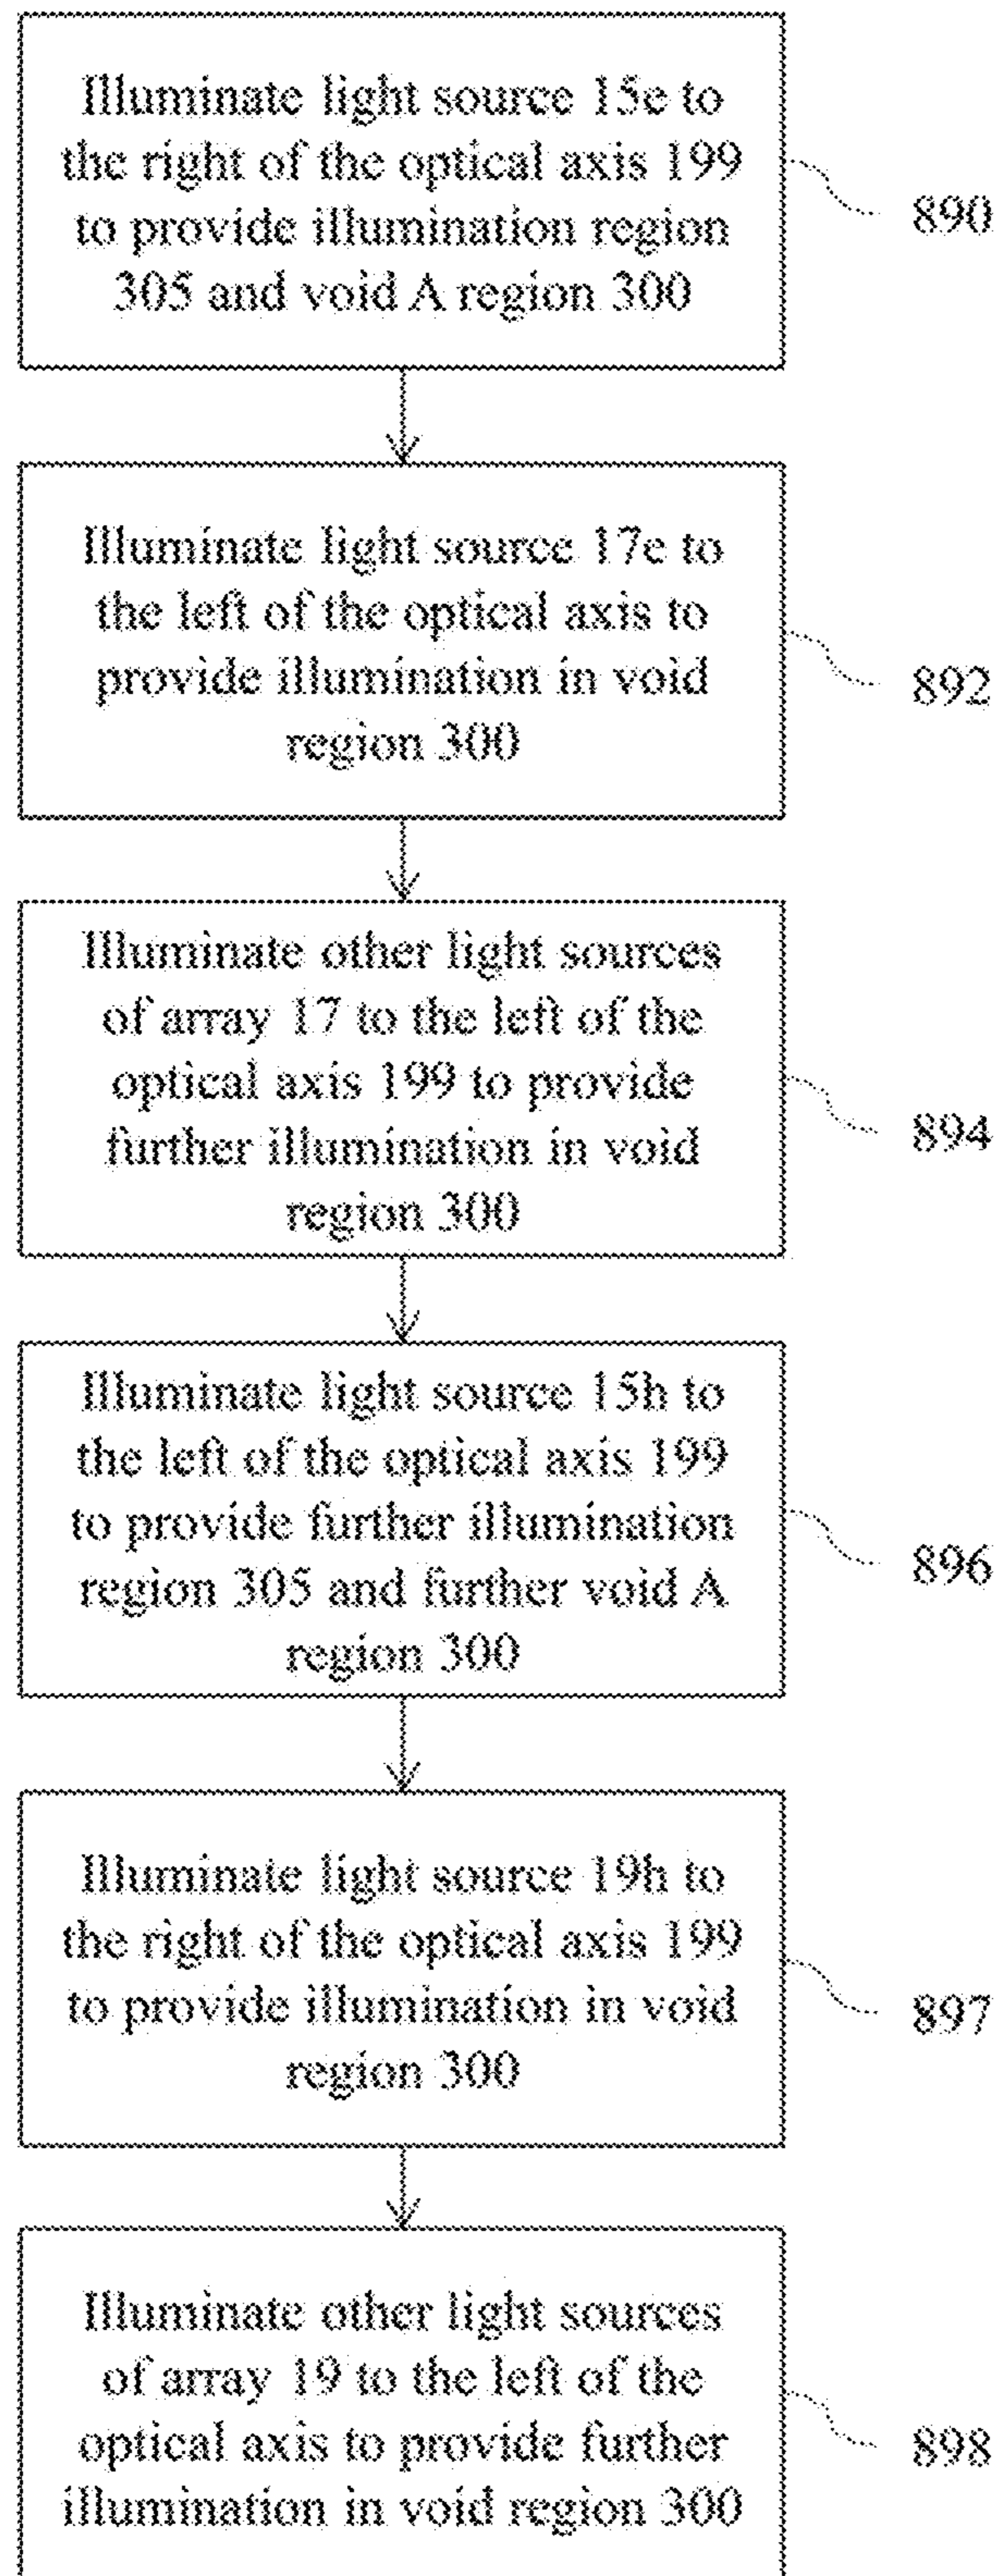 Illuminate light source 15e to
the right of the optical axis 199
to provide illumination region
305 and void A region 300
890
Illuminate light source 17e to
the left of the optical axis to
provide illumination in void
region 300
892
Illuminate other light sources
of array 17 to the left of the
optical axis 199 to provide
further illumination in void
region 300
894
Illuminate light source 15h to
the left of the optical axis 199
to provide further illumination
region 305 and further void A
region 300
896
Illuminate light source 19h to
the right of the optical axis 199
to provide illumination in void
region 300
897
Illuminate other light sources
of array 19 to the left of the
optical axis to provide further
illumination in void region 300
898